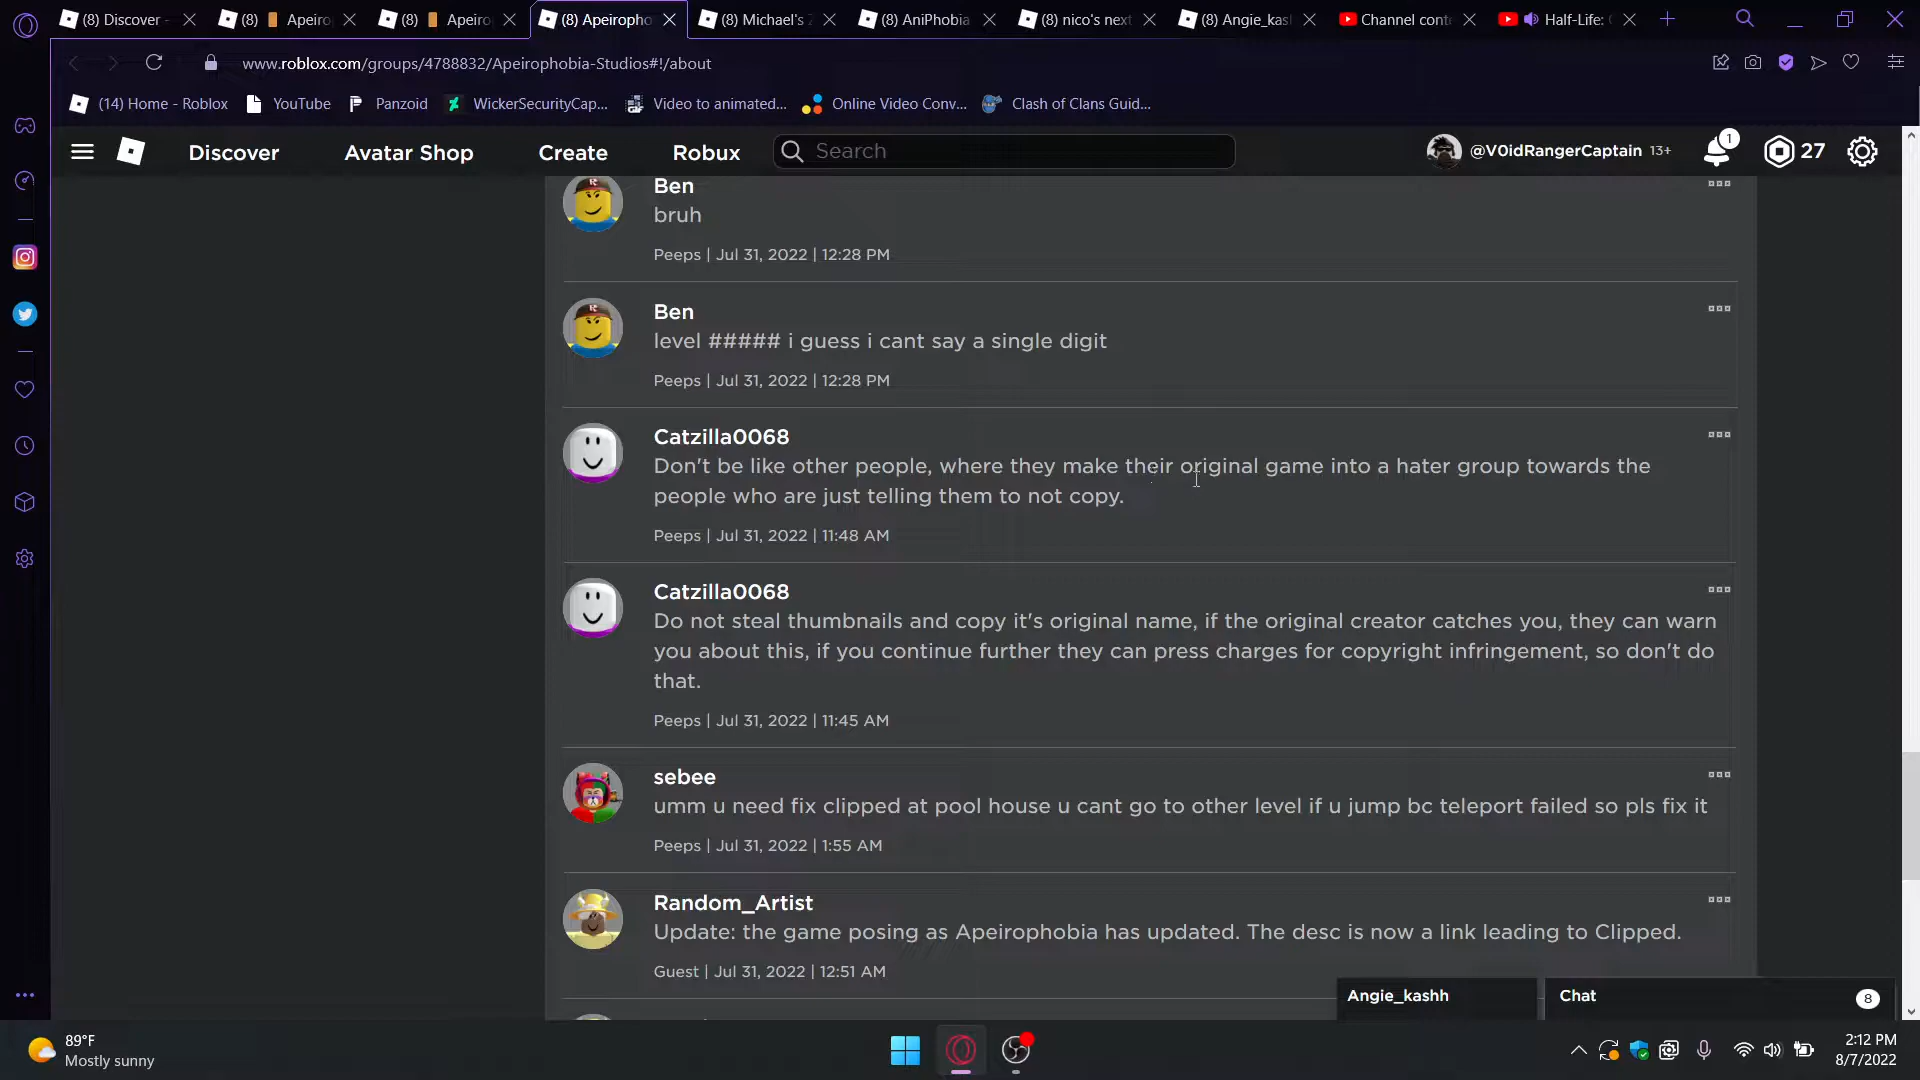 (8) Discover -
(8) Apeiro
(8) Apeiro
(8) Apeiropho
(8) Michael's
(8) AniPhobia
(8) nico's next
(8) Angie_kas
Channel cont
Half-Life:
www.roblox.com/groups/4788832/Apeirophobia-Studios#!/about
(14) Home - Roblox
YouTube
Panzoid
WickerSecurityCap...
Video to animated...
Online Video Conv...
Clash of Clans Guid...
Discover
Avatar Shop
Create
Robux
Search
@V0idRangerCaptain 13+
1
27
Ben
bruh
Peeps | Jul 31, 2022 | 12:28 PM
Ben
level ##### i guess i cant say a single digit
Peeps | Jul 31, 2022 | 12:28 PM
Catzilla0068
Don't be like other people, where they make their original game into a hater group towards the
people who are just telling them to not copy.
Peeps | Jul 31, 2022 | 11:48 AM
Catzilla0068
Do not steal thumbnails and copy it's original name, if the original creator catches you, they can warn
you about this, if you continue further they can press charges for copyright infringement, so don't do
that.
Peeps | Jul 31, 2022 | 11:45 AM
sebee
umm u need fix clipped at pool house u cant go to other level if u jump bc teleport failed so pls fix it
Peeps | Jul 31, 2022 | 1:55 AM
Random_Artist
Update: the game posing as Apeirophobia has updated. The desc is now a link leading to Clipped.
Guest | Jul 31, 2022 | 12:51 AM
Angie_kashh
Chat
8
89°F
Mostly sunny
2:12 PM
8/7/2022